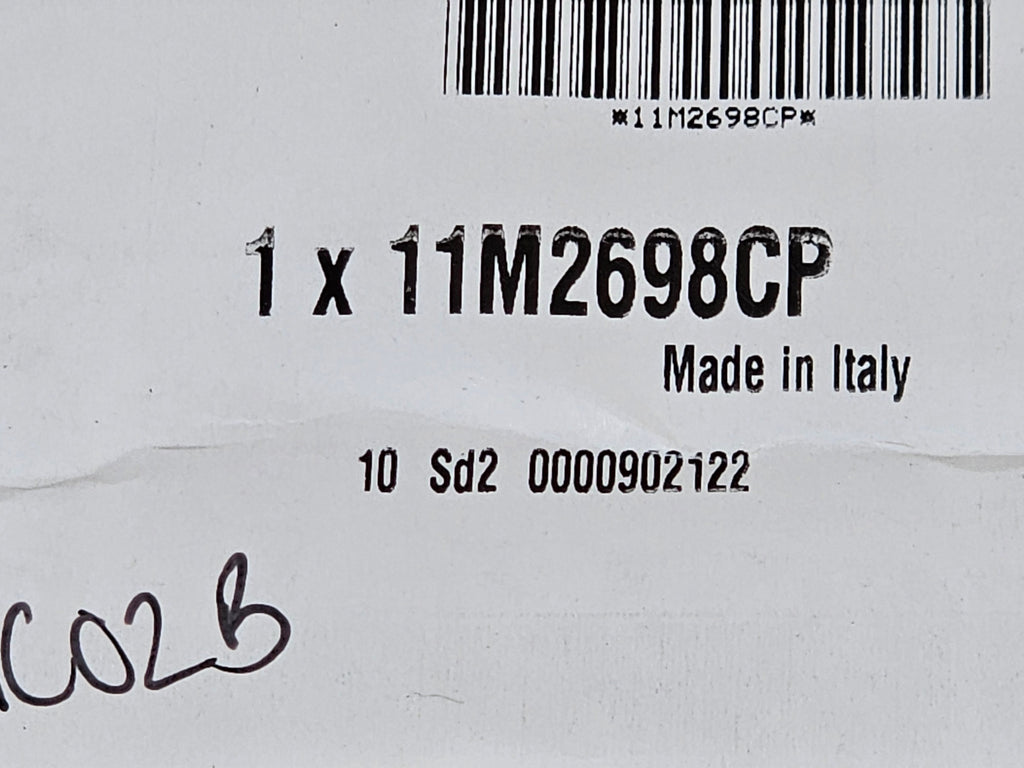 *11M2698CP*
1 x 11M2698CP
Made in Italy
10 Sd2 0000902122
C02B